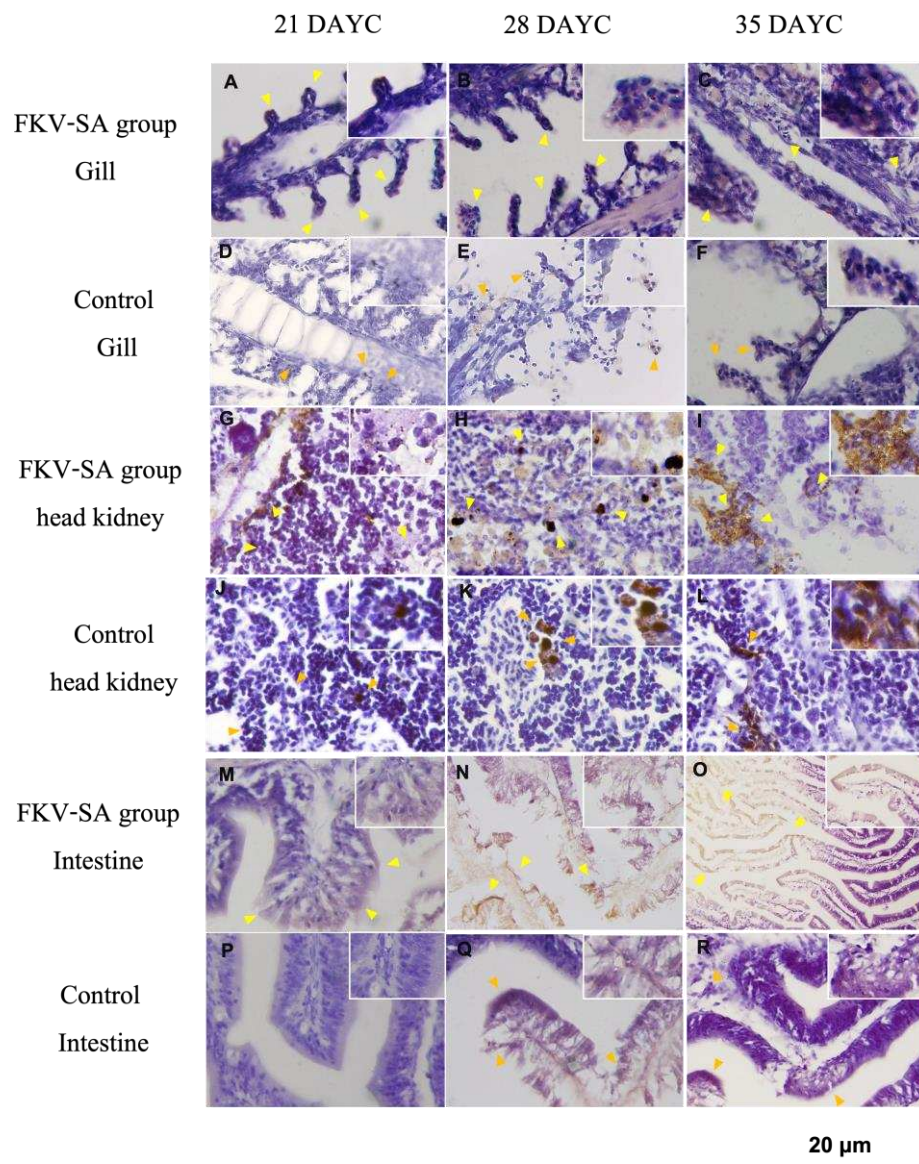 21 DAYC 28 DAYC 35 DAYC
A B C
FKV-SA group
Gill
D E F
Control
Gill
G H I
FKV-SA group
head kidney
J K L
Control
head kidney
M N O
FKV-SA group
Intestine
P Q R
Control
Intestine
20 µm